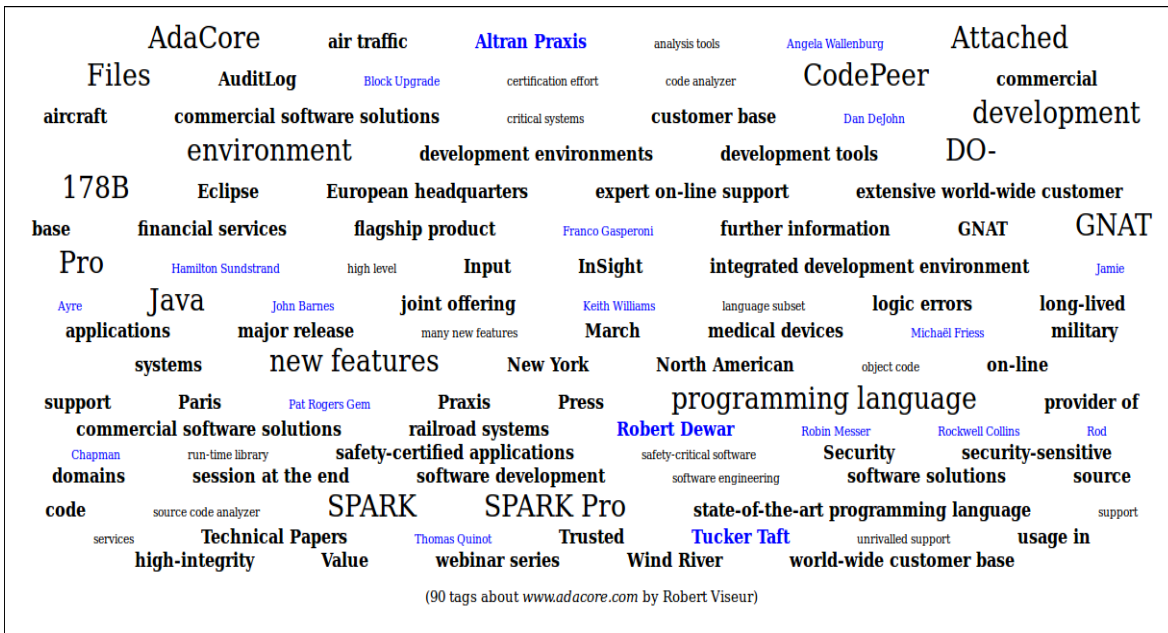 AdaCore air traffic Altran Praxis analysis tools Angela Wallenburg Attached
Files AuditLog Block Upgrade certification effort code analyzer CodePeer commercial
aircraft commercial software solutions critical systems customer base Dan DeJohn development
environment development environments development tools DO-
178B Eclipse European headquarters expert on-line support extensive world-wide customer
base financial services flagship product Franco Gasperoni further information GNAT GNAT
Pro Hamilton Sundstrand high level Input InSight integrated development environment Jamie
Ayre Java John Barnes joint offering Keith Williams language subset logic errors long-lived
applications major release many new features March medical devices Michaël Friess military
systems new features New York North American object code on-line
support Paris Pat Rogers Gem Praxis Press programming language provider of
commercial software solutions railroad systems Robert Dewar Robin Messer Rockwell Collins Rod
Chapman run-time library safety-certified applications safety-critical software Security security-sensitive
domains session at the end software development software engineering software solutions source
code source code analyzer SPARK SPARK Pro state-of-the-art programming language support
services Technical Papers Thomas Quinot Trusted Tucker Taft unrivalled support usage in
high-integrity Value webinar series Wind River world-wide customer base
(90 tags about www.adacore.com by Robert Viseur)